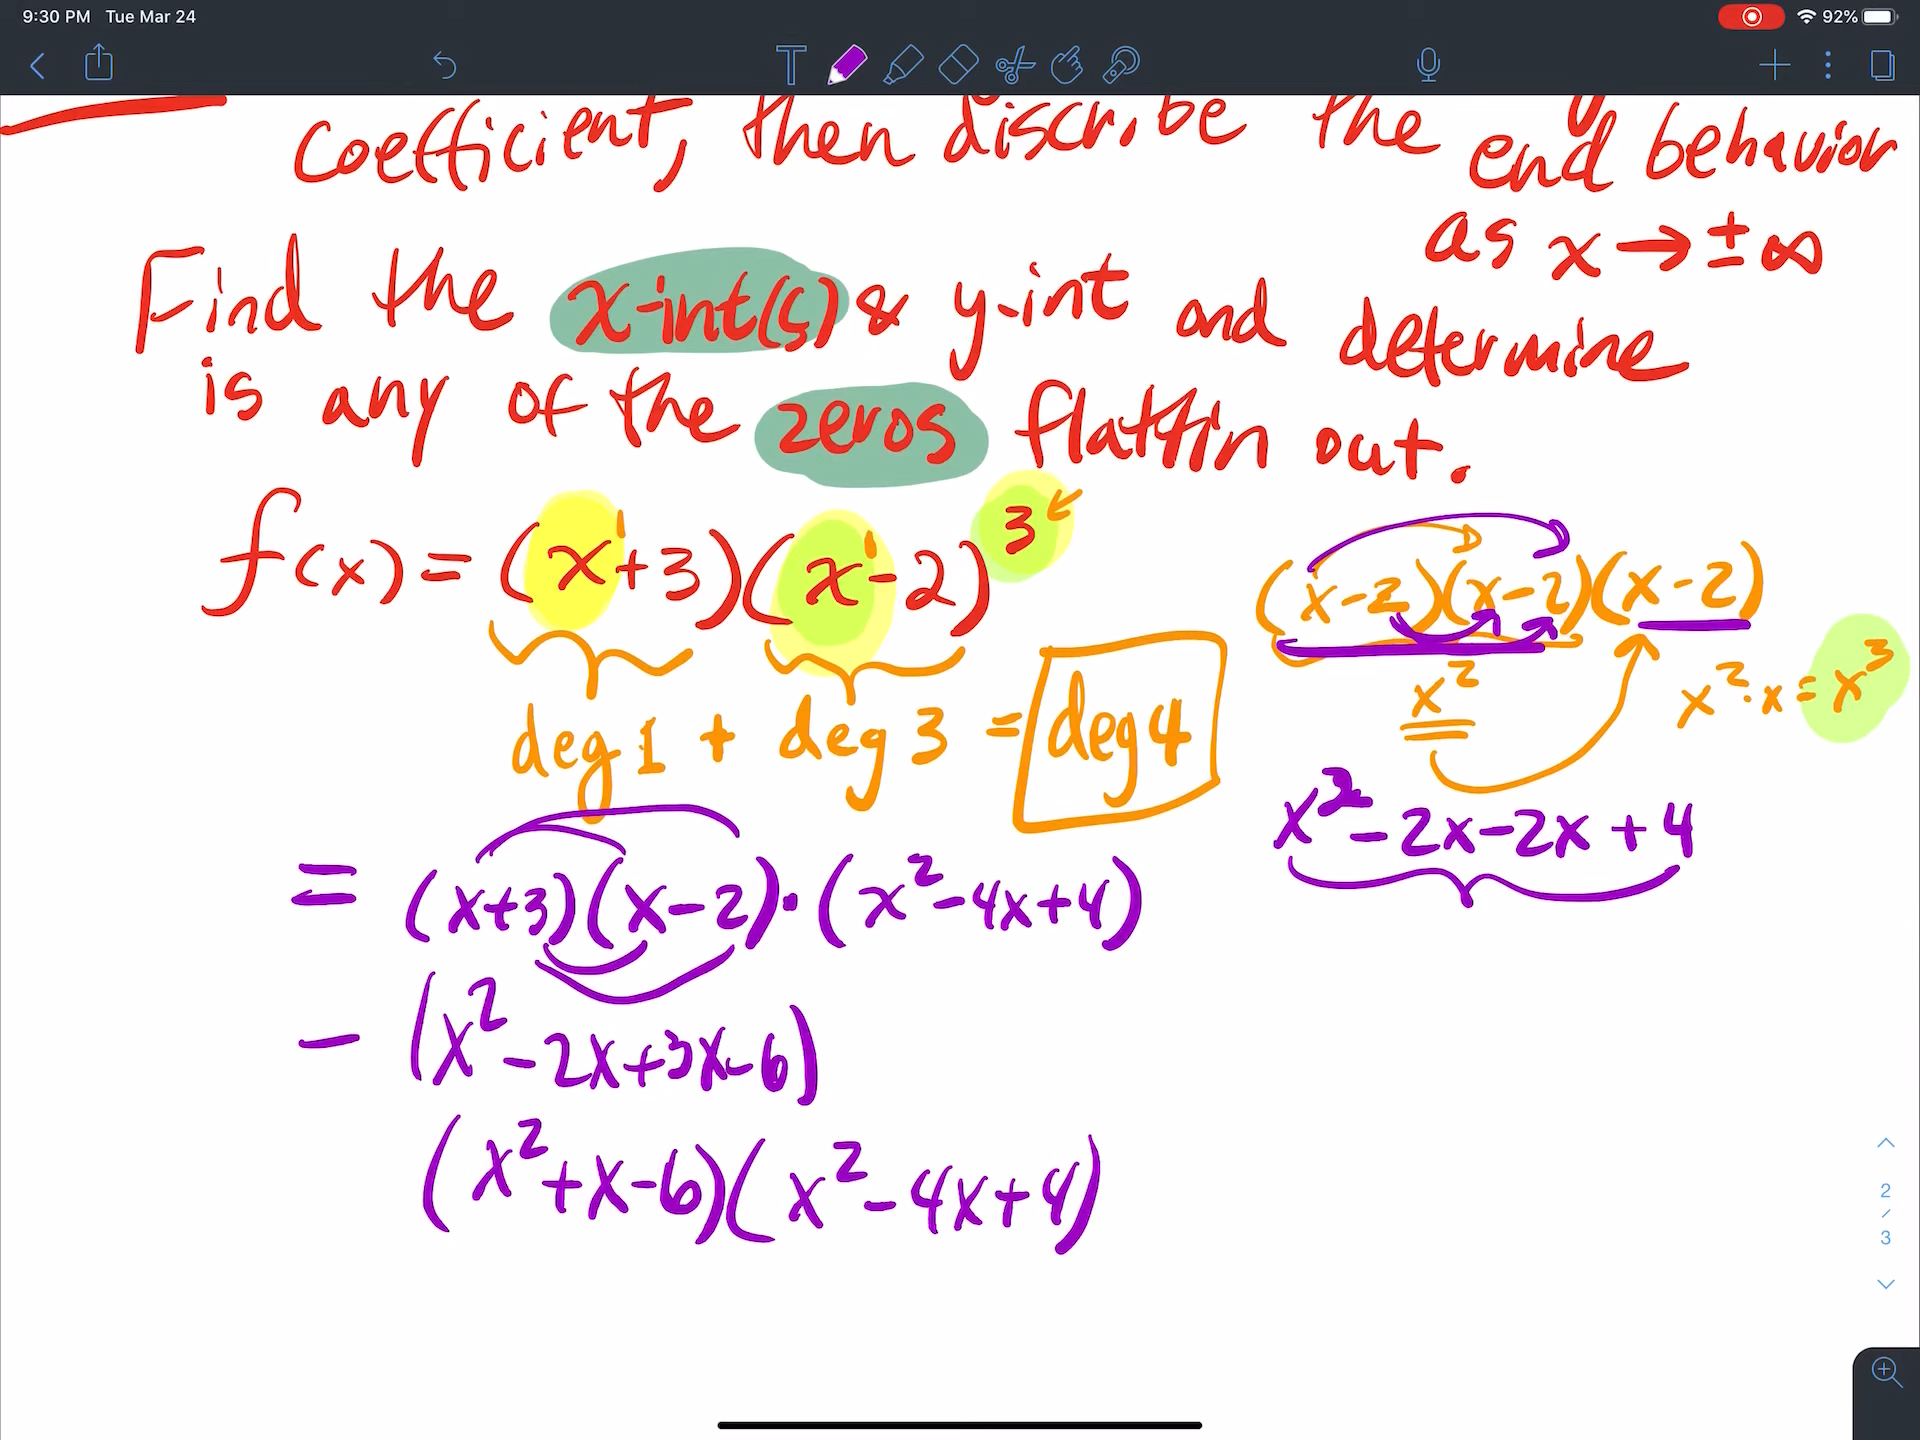 9:30 PM Tue Mar 24
92%
coefficient, then discribe the end behavior
as x → ± ∞
Find the x-int(s) & y-int and determine
is any of the zeros flattin out.
f(x) = (x¹+3)(x¹-2)³
(x-2)(x-2)(x-2)
x²
x²·x = x³
deg 1 + deg 3 = deg 4
x²-2x-2x+4
= (x+3)(x-2)·(x²-4x+4)
- (x²-2x+3x-6)
(x²+x-6)(x²-4x+4)
2
/
3